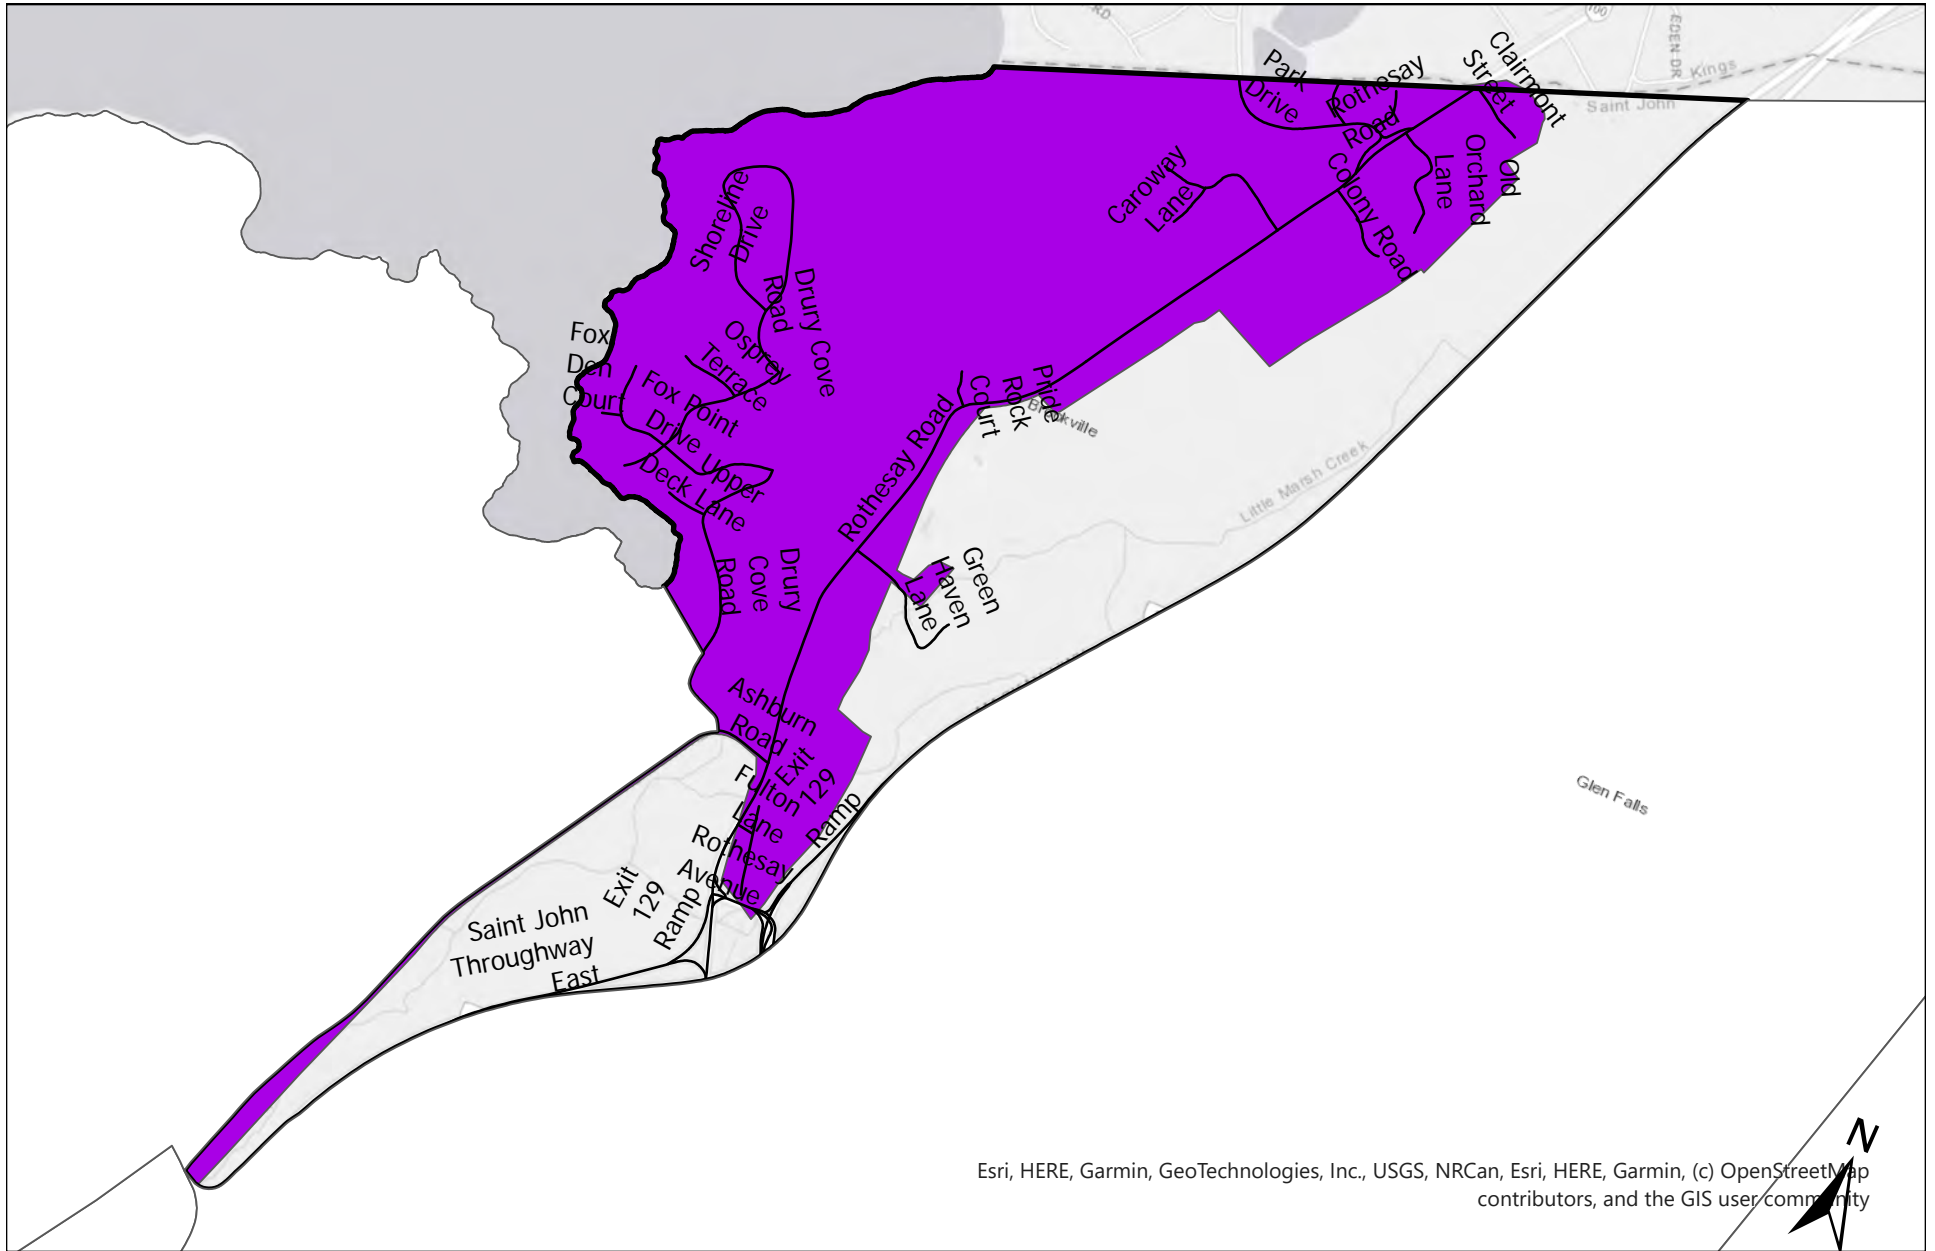 RD
100
EDEN DR
Kings
Saint John
Clairmont
Street
Park
Drive
Rothesay
Road
Caroway
Lane
Colony Road
Old
Orchard
Lane
Shoreline
Drive
Drury Cove
Road
Osprey
Terrace
Fox
Den
Court
Fox Point
Drive
Upper
Deck Lane
Pride
Rock
Court
Brookville
Rothesay Road
Little Marsh Creek
Green
Haven
Lane
Drury
Cove
Road
Ashburn
Road
Exit
129
Ramp
Fulton
Lane
Rothesay
Avenue
Exit
129
Ramp
Saint John
Throughway
East
Glen Falls
N
Esri, HERE, Garmin, GeoTechnologies, Inc., USGS, NRCan, Esri, HERE, Garmin, (c) OpenStreetMap
contributors, and the GIS user community